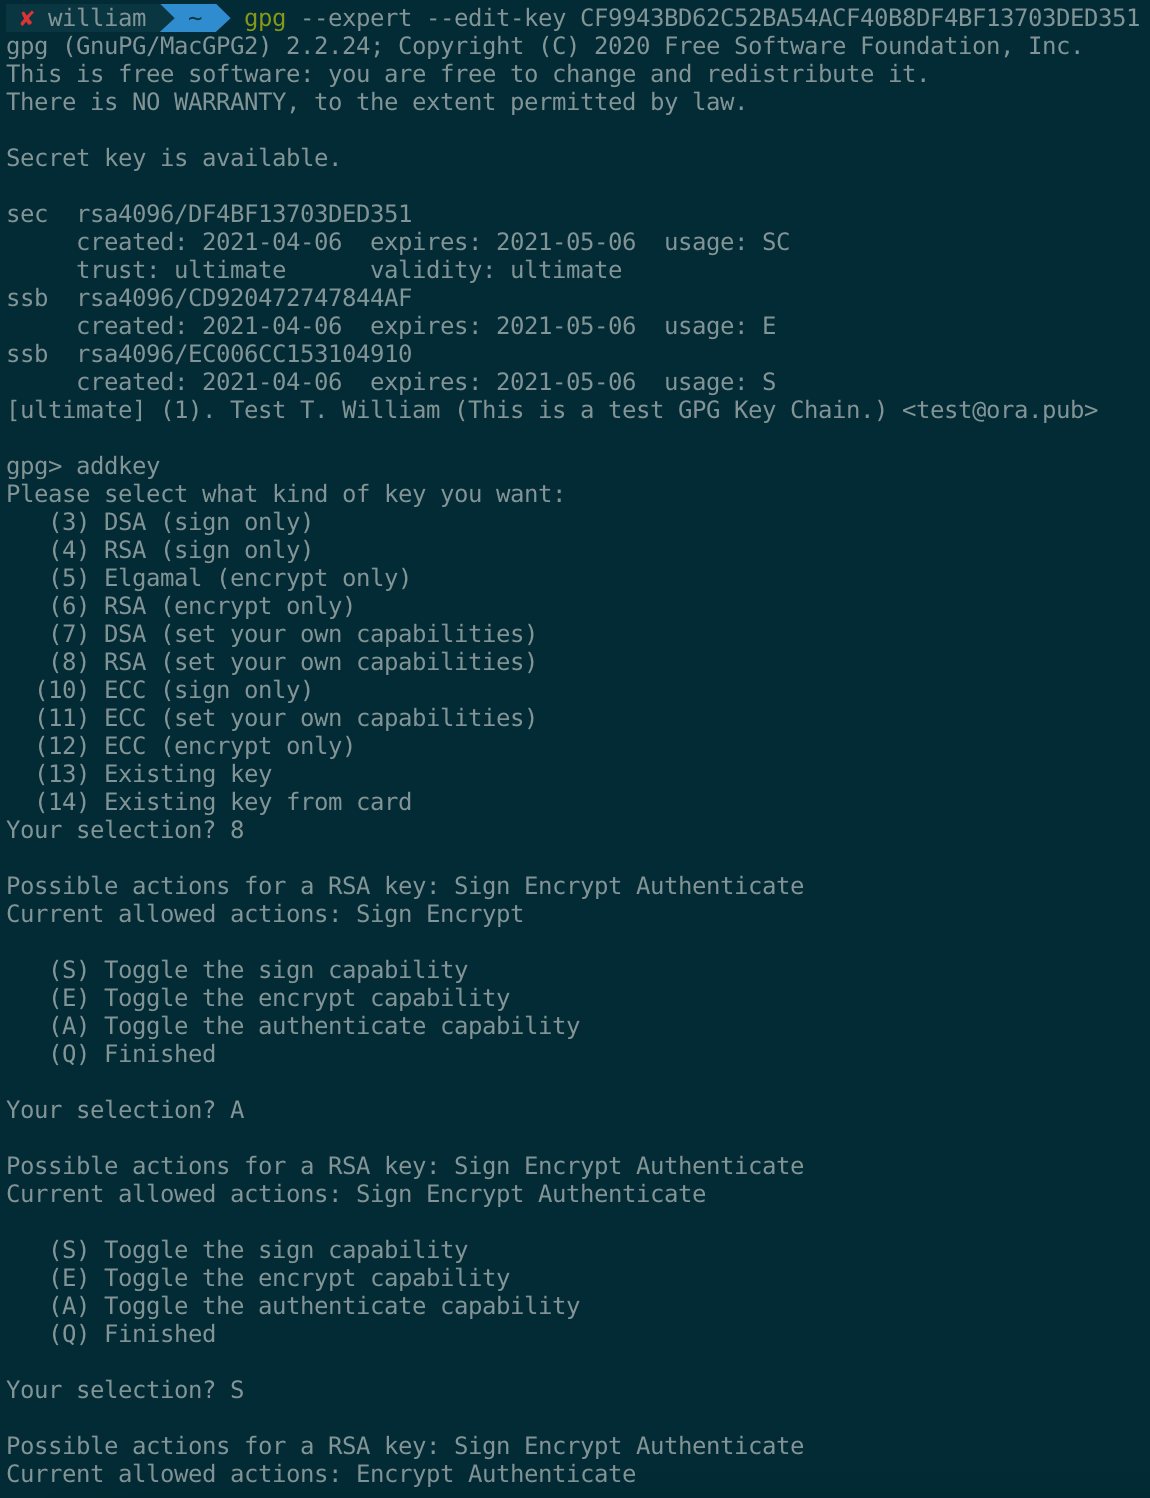 ✘ william ~ gpg --expert --edit-key CF9943BD62C52BA54ACF40B8DF4BF13703DED351
gpg (GnuPG/MacGPG2) 2.2.24; Copyright (C) 2020 Free Software Foundation, Inc.
This is free software: you are free to change and redistribute it.
There is NO WARRANTY, to the extent permitted by law.

Secret key is available.

sec  rsa4096/DF4BF13703DED351
     created: 2021-04-06  expires: 2021-05-06  usage: SC
     trust: ultimate      validity: ultimate
ssb  rsa4096/CD920472747844AF
     created: 2021-04-06  expires: 2021-05-06  usage: E
ssb  rsa4096/EC006CC153104910
     created: 2021-04-06  expires: 2021-05-06  usage: S
[ultimate] (1). Test T. William (This is a test GPG Key Chain.) <test@ora.pub>

gpg> addkey
Please select what kind of key you want:
   (3) DSA (sign only)
   (4) RSA (sign only)
   (5) Elgamal (encrypt only)
   (6) RSA (encrypt only)
   (7) DSA (set your own capabilities)
   (8) RSA (set your own capabilities)
  (10) ECC (sign only)
  (11) ECC (set your own capabilities)
  (12) ECC (encrypt only)
  (13) Existing key
  (14) Existing key from card
Your selection? 8

Possible actions for a RSA key: Sign Encrypt Authenticate
Current allowed actions: Sign Encrypt

   (S) Toggle the sign capability
   (E) Toggle the encrypt capability
   (A) Toggle the authenticate capability
   (Q) Finished

Your selection? A

Possible actions for a RSA key: Sign Encrypt Authenticate
Current allowed actions: Sign Encrypt Authenticate

   (S) Toggle the sign capability
   (E) Toggle the encrypt capability
   (A) Toggle the authenticate capability
   (Q) Finished

Your selection? S

Possible actions for a RSA key: Sign Encrypt Authenticate
Current allowed actions: Encrypt Authenticate